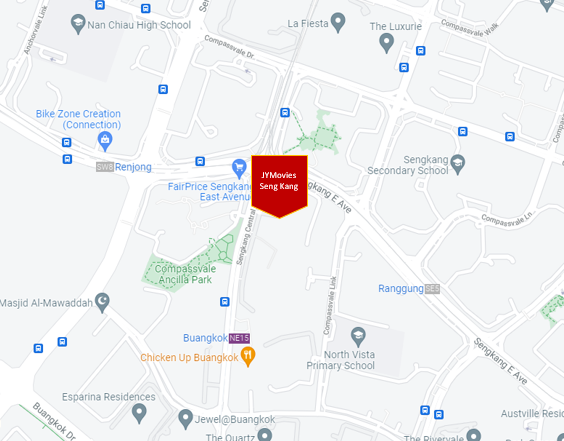 Nan Chiau High School
Anchorvale Link
La Fiesta
The Luxurie
Compassvale Walk
Compassvale Dr.
Bike Zone Creation
(Connection)
SW8 Renjong
FairPrice Sengkang
East Avenue
JYMovies
Seng Kang
Sengkang E Ave
Sengkang
Secondary School
Compassvale Ln.
Sengkang Central
Compassvale
Ancilla Park
Compassvale Link
Masjid Al-Mawaddah
Ranggung SE5
Buangkok NE15
Chicken Up Buangkok
North Vista
Primary School
Sengkang E Ave
Esparina Residences
Buangkok Dr
Jewel@Buangkok
The Quartz
The Rivervale
Austville Resid